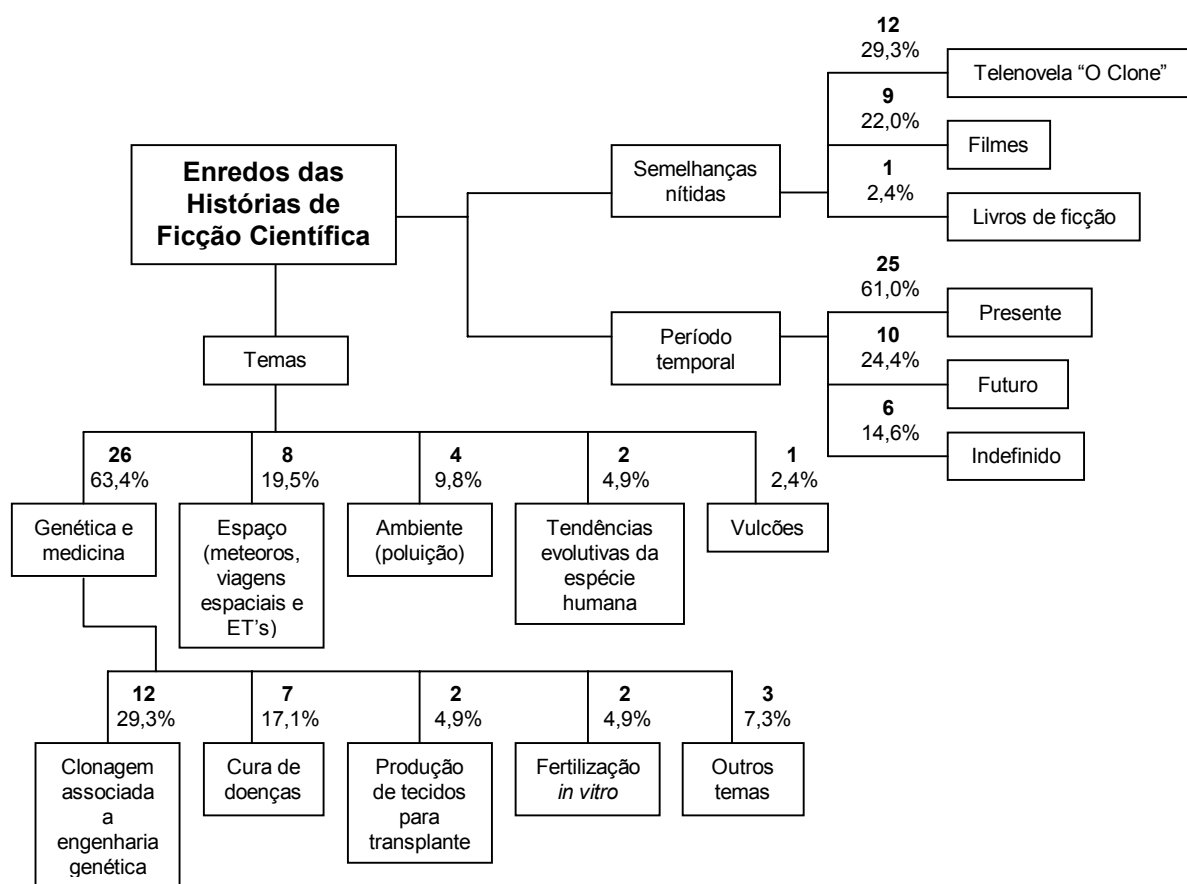 Enredos das
Histórias de
Ficção Científica
Semelhanças
nítidas
12
29,3%
Telenovela “O Clone”
9
22,0%
Filmes
1
2,4%
Livros de ficção
Período
temporal
25
61,0%
Presente
10
24,4%
Futuro
6
14,6%
Indefinido
Temas
26
63,4%
Genética e
medicina
8
19,5%
Espaço
(meteoros,
viagens
espaciais e
ET’s)
4
9,8%
Ambiente
(poluição)
2
4,9%
Tendências
evolutivas da
espécie
humana
1
2,4%
Vulcões
12
29,3%
Clonagem
associada
a
engenharia
genética
7
17,1%
Cura de
doenças
2
4,9%
Produção
de tecidos
para
transplante
2
4,9%
Fertilização
in vitro
3
7,3%
Outros
temas